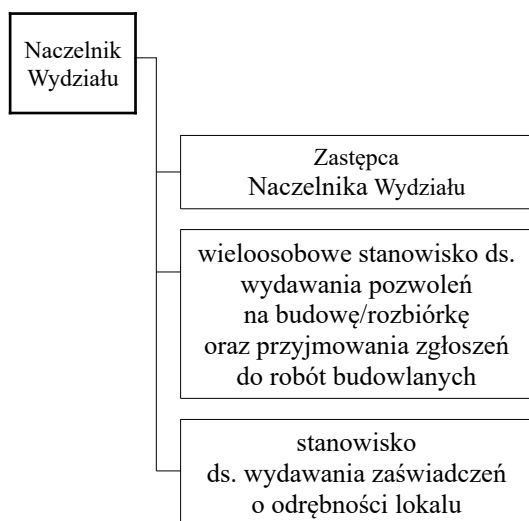 Naczelnik
Wydziału
Zastępca
Naczelnika Wydziału
wieloosobowe stanowisko ds.
wydawania pozwoleń
na budowę/rozbiórkę
oraz przyjmowania zgłoszeń
do robót budowlanych
stanowisko
ds. wydawania zaświadczeń
o odrębności lokalu